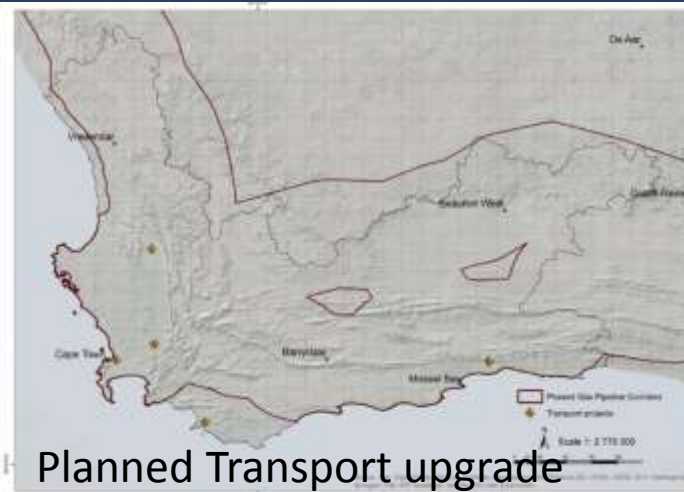 De Aar
Vredendal
Beaufort West
Graaff-Reinet
Cape Town
Barrydale
Mossel Bay
Phased Gas Pipeline Corridors
Transport projects
Scale 1: 2 770 000
Planned Transport upgrade